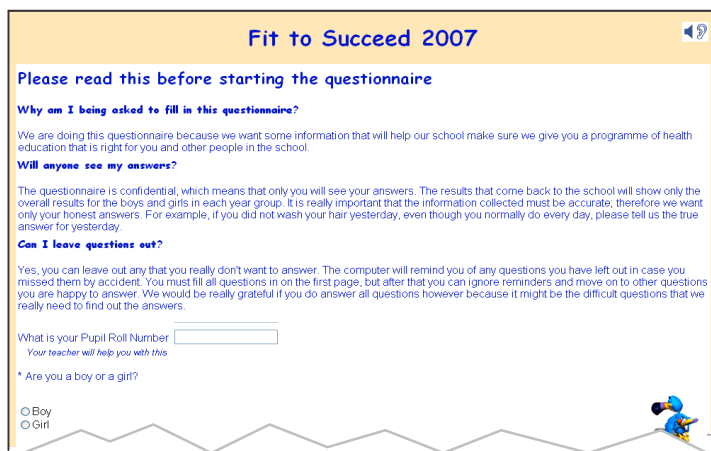 Fit to Succeed 2007
Please read this before starting the questionnaire
Why am I being asked to fill in this questionnaire?
We are doing this questionnaire because we want some information that will help our school make sure we give you a programme of health
education that is right for you and other people in the school.
Will anyone see my answers?
The questionnaire is confidential, which means that only you will see your answers. The results that come back to the school will show only the
overall results for the boys and girls in each year group. It is really important that the information collected must be accurate; therefore we want
only your honest answers. For example, if you did not wash your hair yesterday, even though you normally do every day, please tell us the true
answer for yesterday.
Can I leave questions out?
Yes, you can leave out any that you really don't want to answer. The computer will remind you of any questions you have left out in case you
missed them by accident. You must fill all questions in on the first page, but after that you can ignore reminders and move on to other questions
you are happy to answer. We would be really grateful if you do answer all questions however because it might be the difficult questions that we
really need to find out the answers.
What is your Pupil Roll Number
Your teacher will help you with this
* Are you a boy or a girl?
Boy
Girl